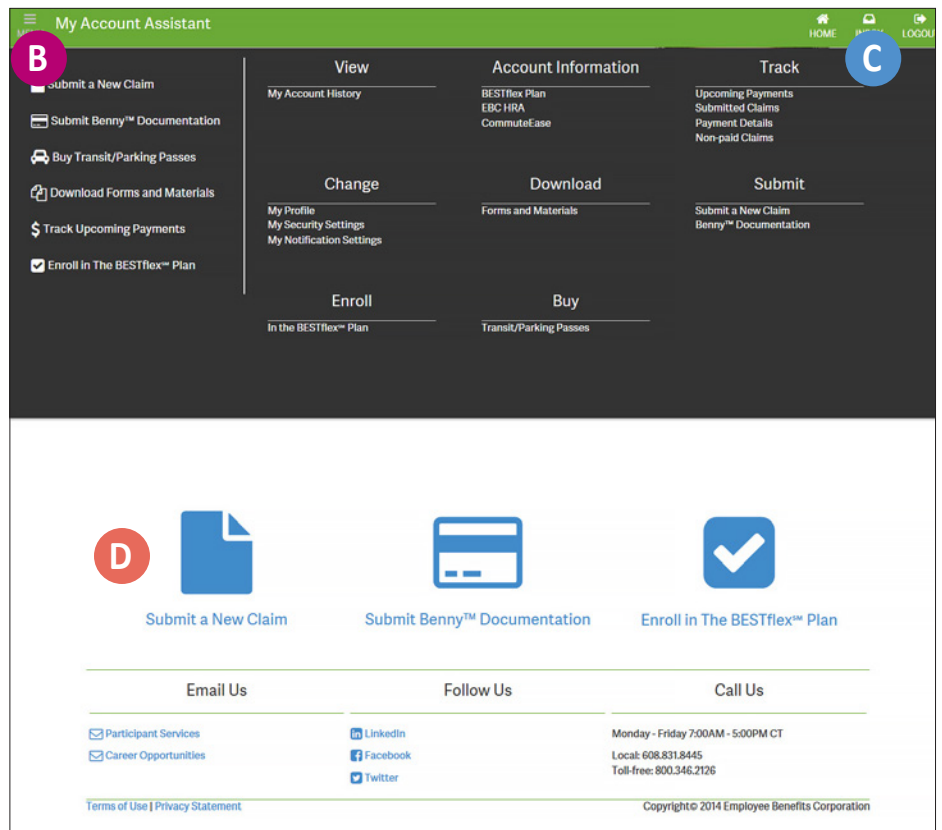 My Account Assistant
HOME
LOGOU
B
C
Submit a New Claim
Submit Benny™ Documentation
Buy Transit/Parking Passes
Download Forms and Materials
Track Upcoming Payments
Enroll in The BESTflex℠ Plan
View
My Account History
Account Information
BESTflex Plan
EBC HRA
CommuteEase
Track
Upcoming Payments
Submitted Claims
Payment Details
Non-paid Claims
Change
My Profile
My Security Settings
My Notification Settings
Download
Forms and Materials
Submit
Submit a New Claim
Benny™ Documentation
Enroll
In the BESTflex℠ Plan
Buy
Transit/Parking Passes
D
Submit a New Claim
Submit Benny™ Documentation
Enroll in The BESTflex℠ Plan
Email Us
Participant Services
Career Opportunities
Follow Us
LinkedIn
Facebook
Twitter
Call Us
Monday - Friday 7:00AM - 5:00PM CT
Local: 608.831.8445
Toll-free: 800.346.2126
Terms of Use | Privacy Statement
Copyright© 2014 Employee Benefits Corporation